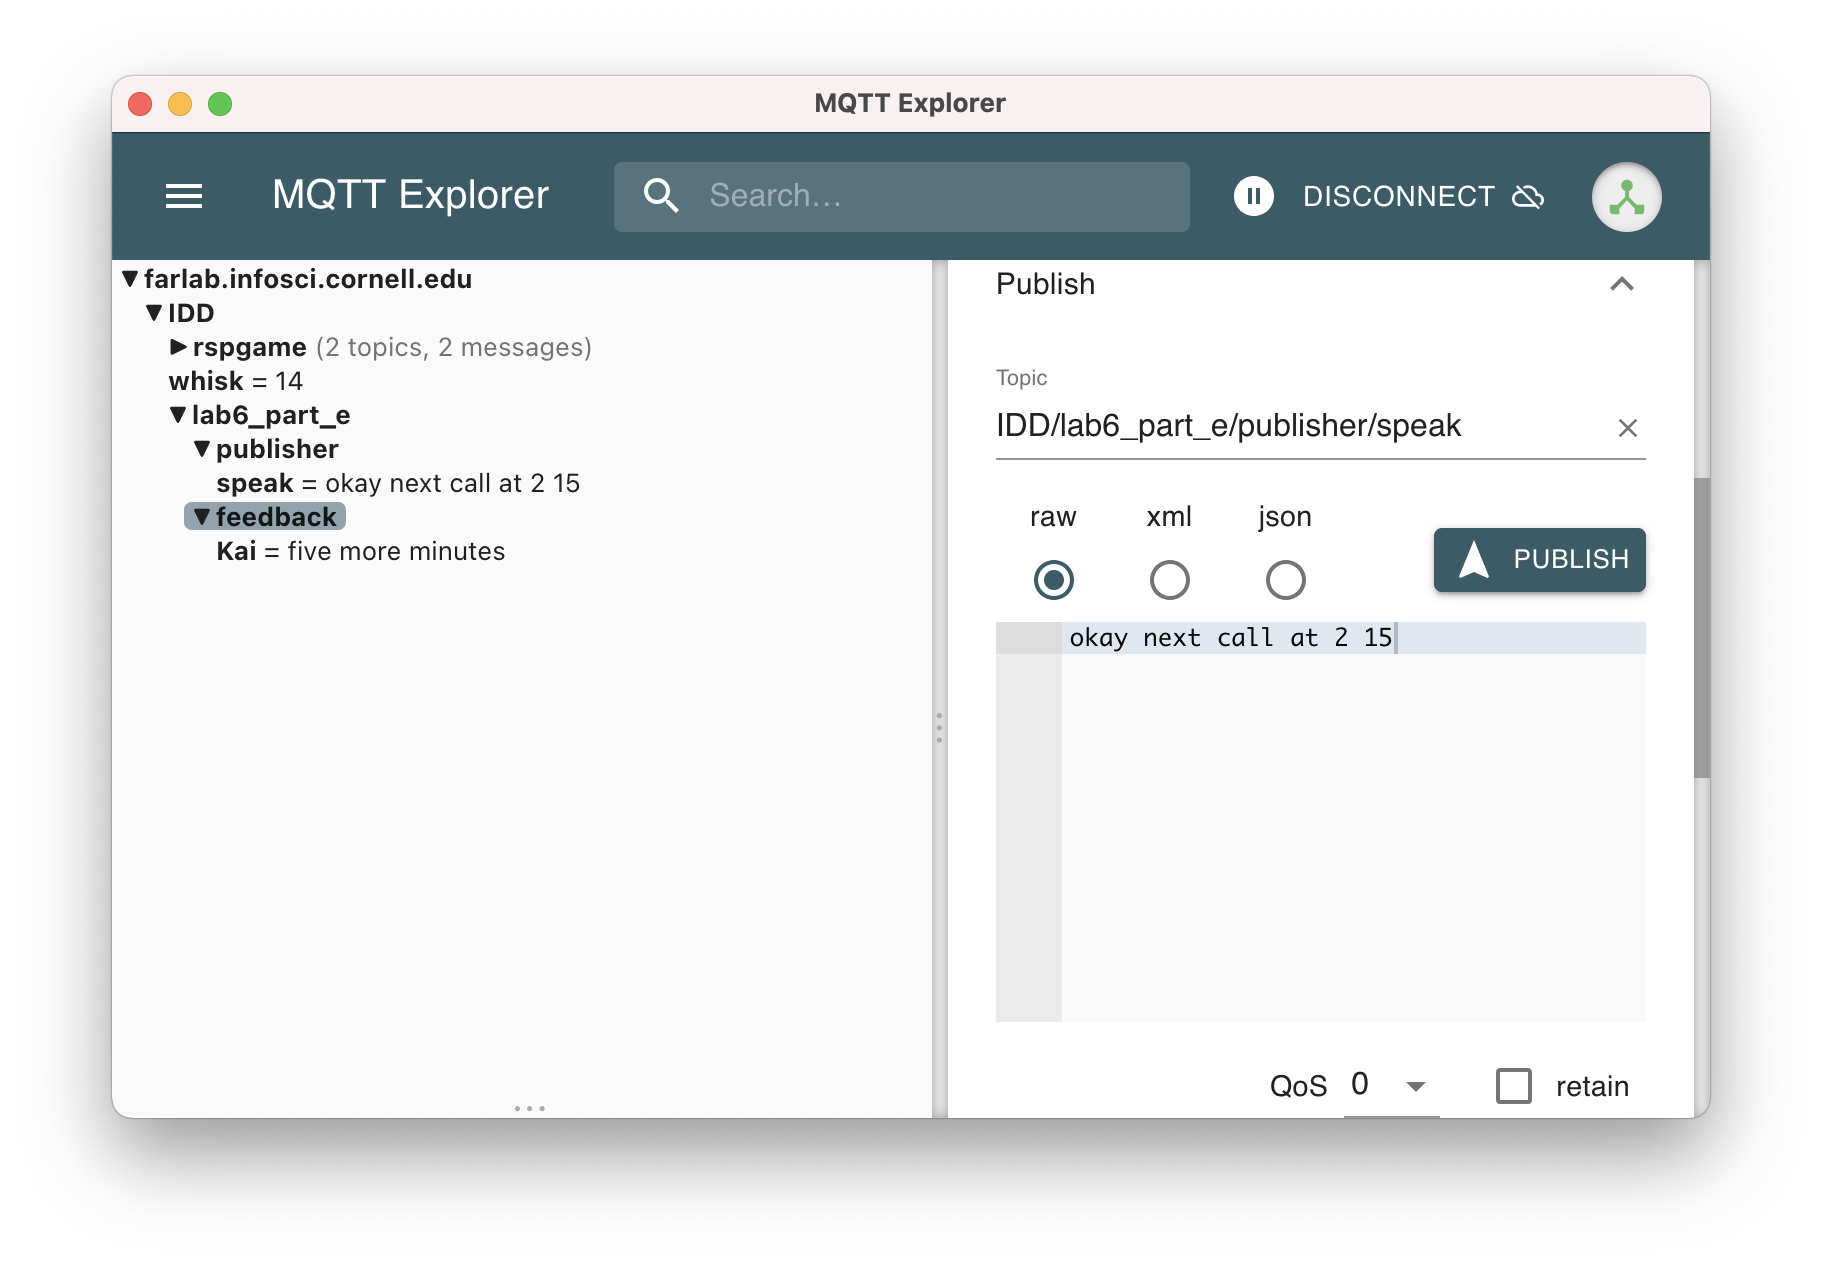 MQTT Explorer
MQTT Explorer
Search...
DISCONNECT
farlab.infosci.cornell.edu
IDD
rspgame (2 topics, 2 messages)
whisk = 14
lab6_part_e
publisher
speak = okay next call at 2 15
feedback
Kai = five more minutes
Publish
Topic
IDD/lab6_part_e/publisher/speak
raw xml json
PUBLISH
okay next call at 2 15
QoS 0 retain